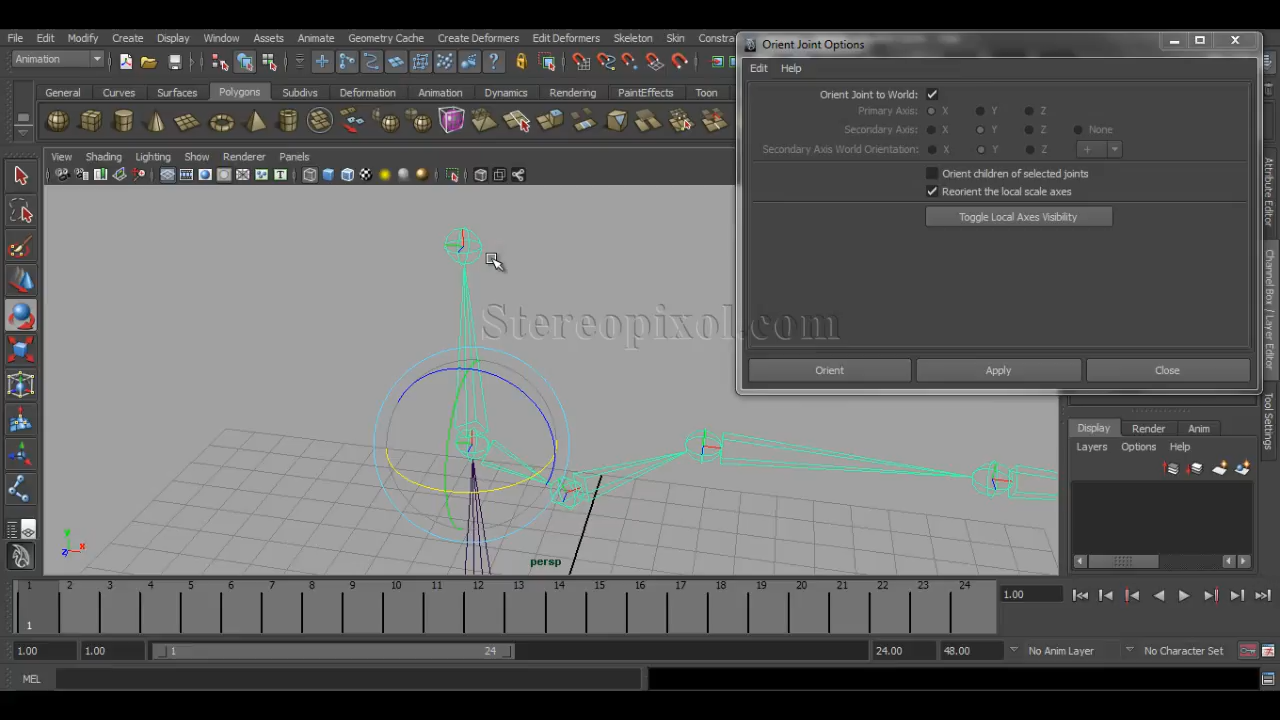 Orient Joint Options
File Edit Modify Create Display Window Assets Animate Geometry Cache Create Deformers Edit Deformers Skeleton Skin Constra
Animation
Edit Help
General Curves Surfaces Polygons Subdivs Deformation Animation Dynamics Rendering PaintEffects Toon
Orient Joint to World:
Primary Axis: X Y Z
Secondary Axis: X Y Z None
Secondary Axis World Orientation: X Y Z +
Orient children of selected joints
Reorient the local scale axes
Toggle Local Axes Visibility
Orient Apply Close
View Shading Lighting Show Renderer Panels
Stereopixol.com
Attribute Editor
Channel Box / Layer Editor
Tool Settings
Display Render Anim
Layers Options Help
y
z x
persp
1 2 3 4 5 6 7 8 9 10 11 12 13 14 15 16 17 18 19 20 21 22 23 24
1
1.00
1.00 1.00 1 24 24.00 48.00 No Anim Layer No Character Set
MEL